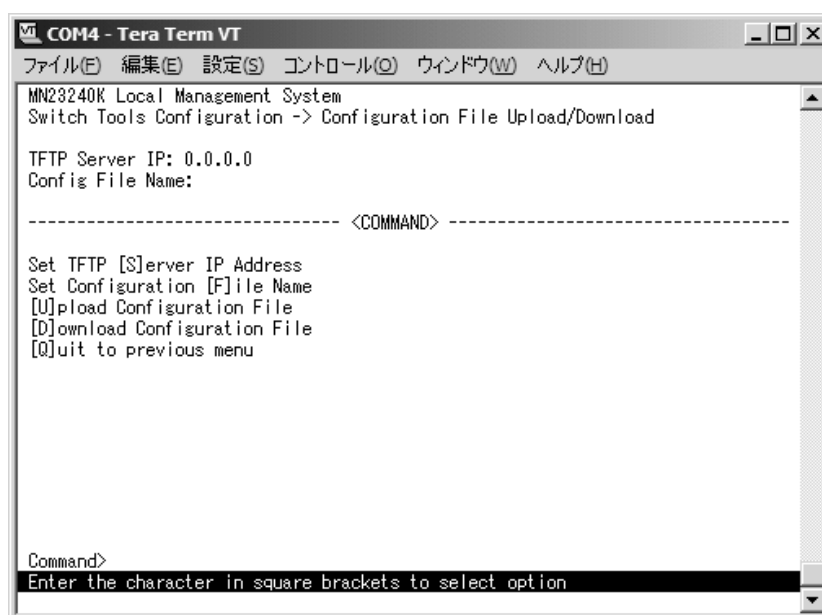 COM4 - Tera Term VT
ファイル(F) 編集(E) 設定(S) コントロール(O) ウィンドウ(W) ヘルプ(H)
MN23240K Local Management System
Switch Tools Configuration -> Configuration File Upload/Download
TFTP Server IP: 0.0.0.0
Config File Name:
-------------------------------- <COMMAND> -----------------------------------
Set TFTP [S]erver IP Address
Set Configuration [F]ile Name
[U]pload Configuration File
[D]ownload Configuration File
[Q]uit to previous menu
Command>
Enter the character in square brackets to select option